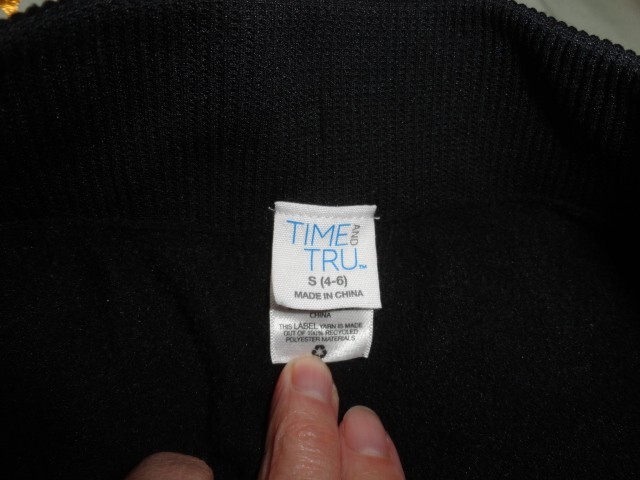 TIME AND
TRU™
S (4-6)
MADE IN CHINA
CHINA
THIS LABEL YARN IS MADE
OUT OF 100% RECYCLED
POLYESTER MATERIALS